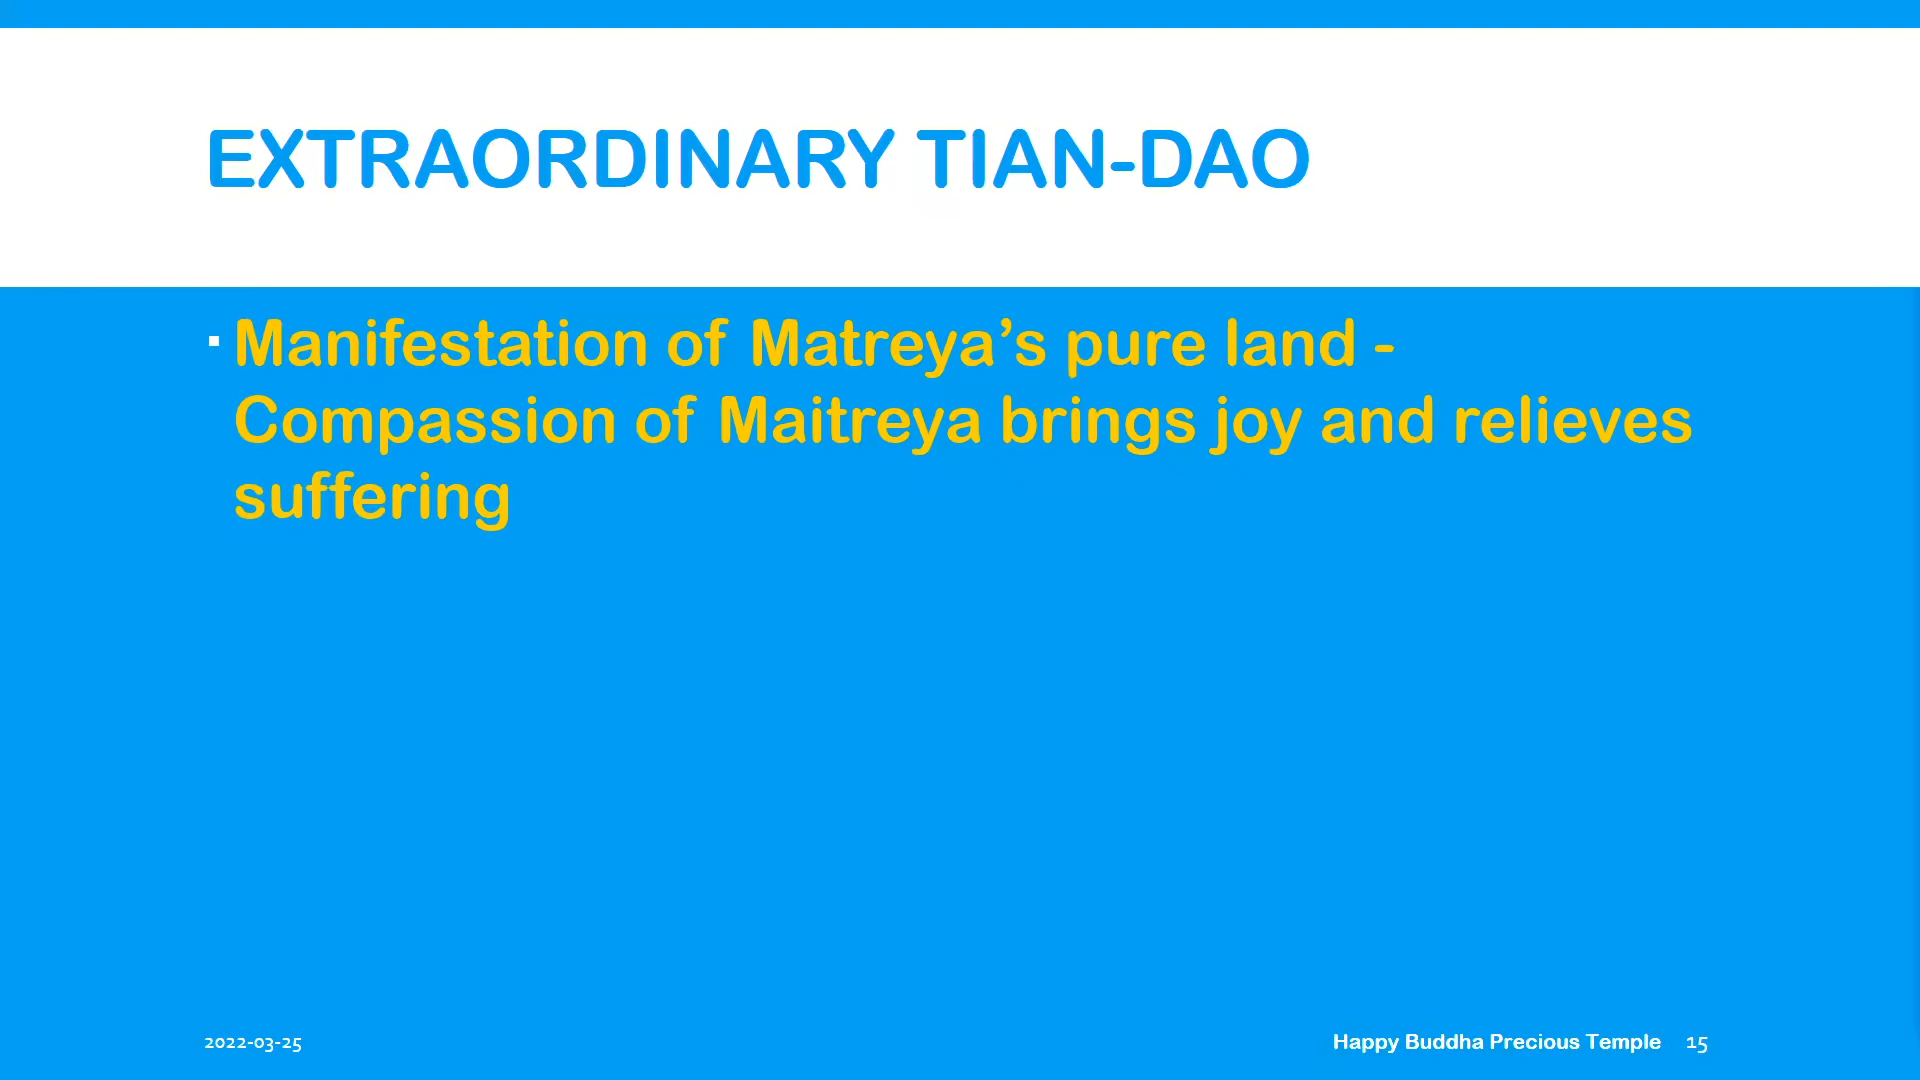 EXTRAORDINARY TIAN-DAO
▪ Manifestation of Matreya’s pure land -
Compassion of Maitreya brings joy and relieves
suffering
2022-03-25
Happy Buddha Precious Temple 15